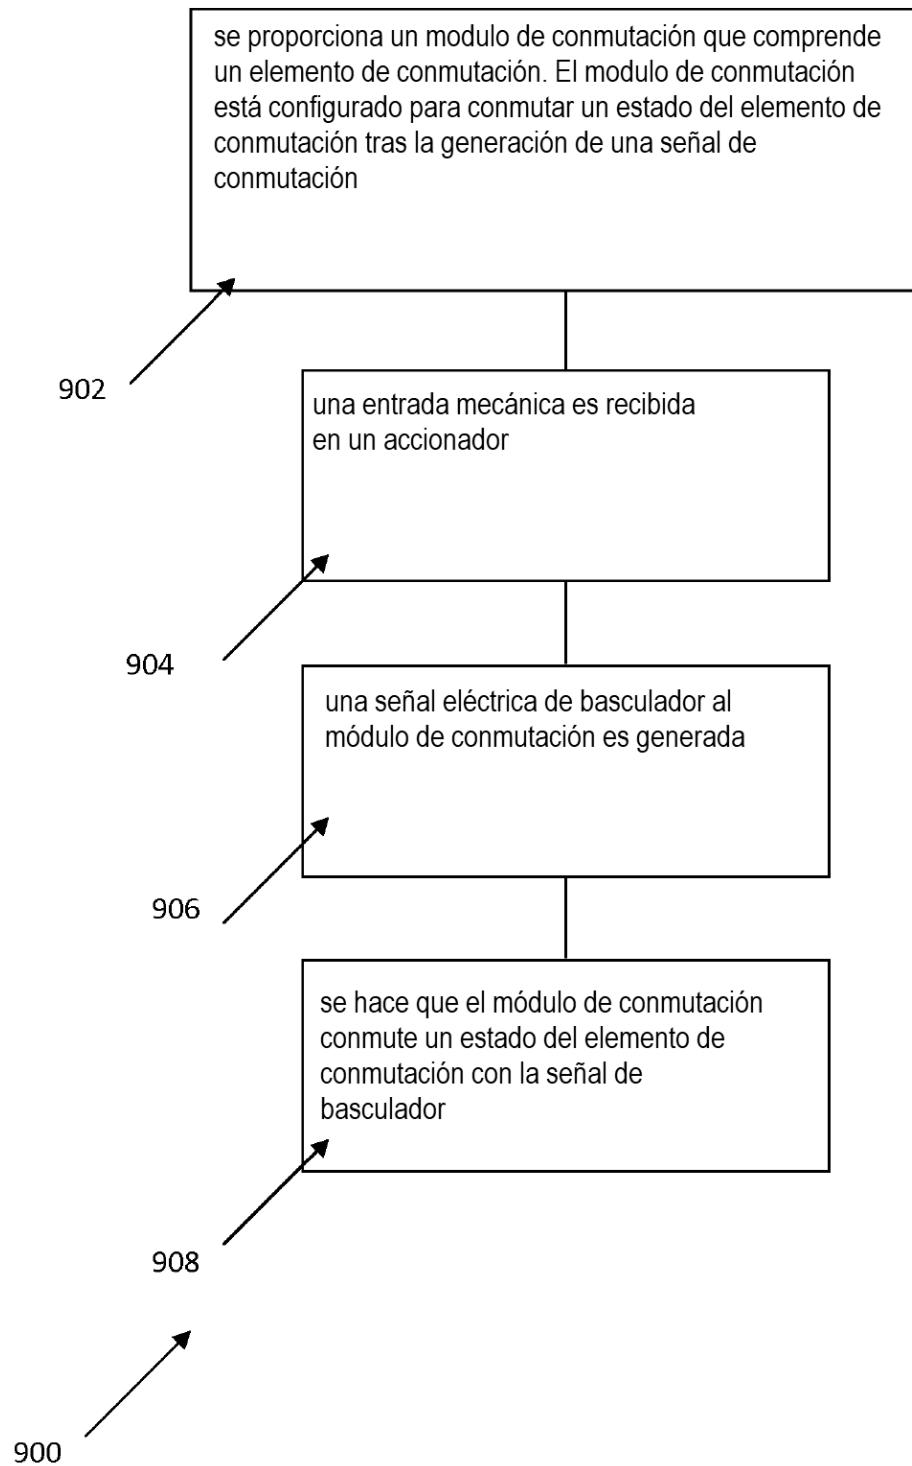 se proporciona un modulo de conmutación que comprende
un elemento de conmutación. El modulo de conmutación
está configurado para conmutar un estado del elemento de
conmutación tras la generación de una señal de
conmutación
902
una entrada mecánica es recibida
en un accionador
904
una señal eléctrica de basculador al
módulo de conmutación es generada
906
se hace que el módulo de conmutación
conmute un estado del elemento de
conmutación con la señal de
basculador
908
900